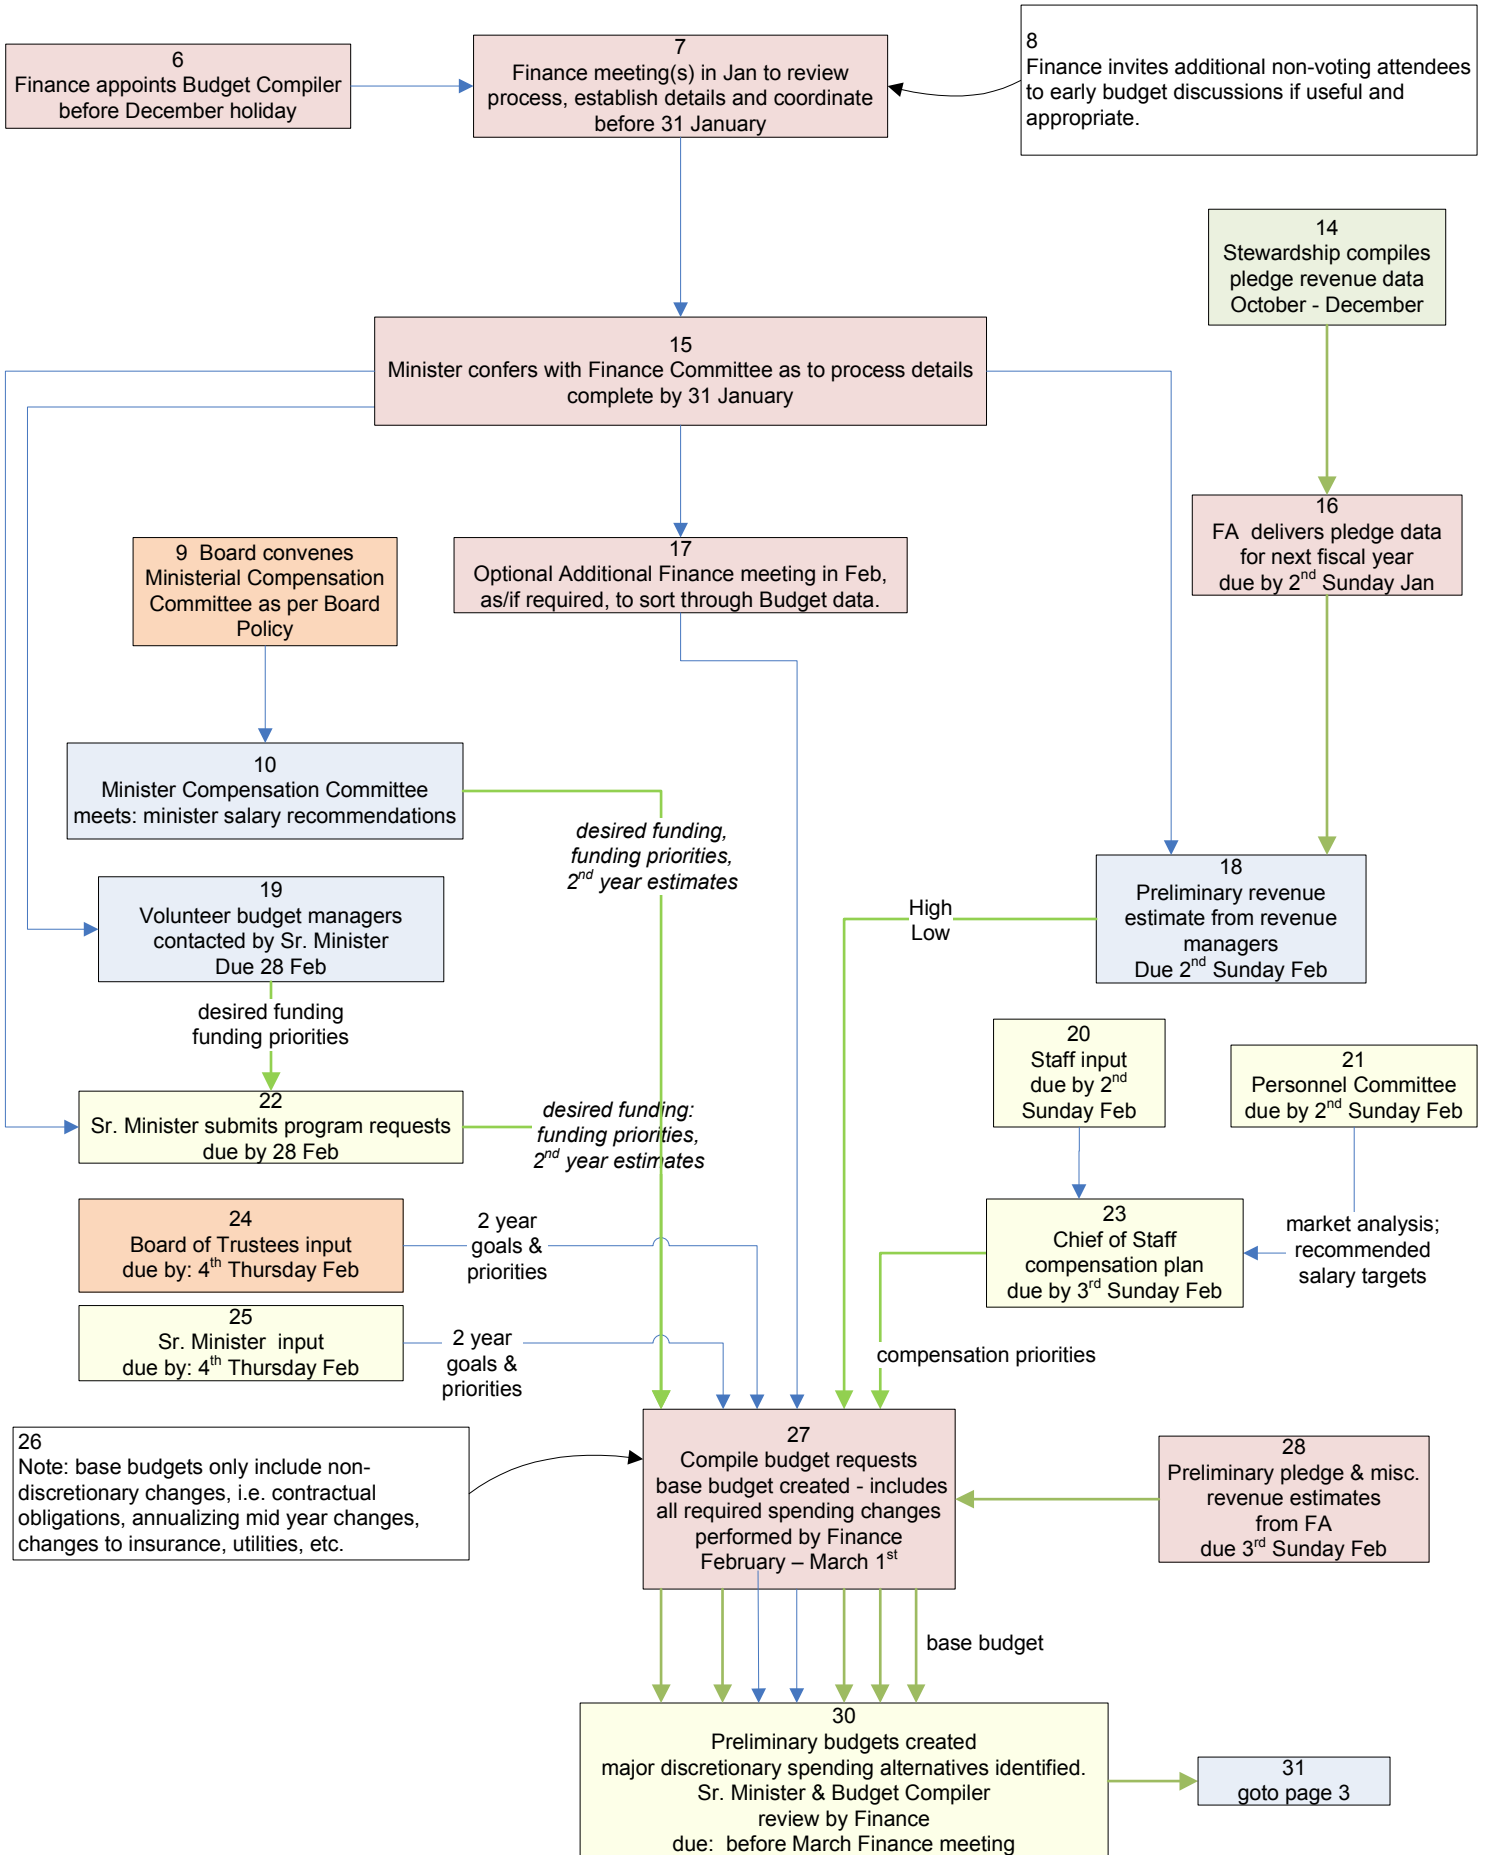 6
Finance appoints Budget Compiler
before December holiday
7
Finance meeting(s) in Jan to review
process, establish details and coordinate
before 31 January
8
Finance invites additional non-voting attendees
to early budget discussions if useful and
appropriate.
14
Stewardship compiles
pledge revenue data
October - December
15
Minister confers with Finance Committee as to process details
complete by 31 January
16
FA delivers pledge data
for next fiscal year
due by 2nd Sunday Jan
9 Board convenes
Ministerial Compensation
Committee as per Board
Policy
17
Optional Additional Finance meeting in Feb,
as/if required, to sort through Budget data.
10
Minister Compensation Committee
meets: minister salary recommendations
desired funding,
funding priorities,
2nd year estimates
18
Preliminary revenue
estimate from revenue
managers
Due 2nd Sunday Feb
High
Low
19
Volunteer budget managers
contacted by Sr. Minister
Due 28 Feb
desired funding
funding priorities
20
Staff input
due by 2nd
Sunday Feb
21
Personnel Committee
due by 2nd Sunday Feb
22
Sr. Minister submits program requests
due by 28 Feb
desired funding:
funding priorities,
2nd year estimates
23
Chief of Staff
compensation plan
due by 3rd Sunday Feb
market analysis;
recommended
salary targets
24
Board of Trustees input
due by: 4th Thursday Feb
2 year
goals &
priorities
25
Sr. Minister input
due by: 4th Thursday Feb
2 year
goals &
priorities
compensation priorities
26
Note: base budgets only include non-
discretionary changes, i.e. contractual
obligations, annualizing mid year changes,
changes to insurance, utilities, etc.
27
Compile budget requests
base budget created - includes
all required spending changes
performed by Finance
February – March 1st
28
Preliminary pledge & misc.
revenue estimates
from FA
due 3rd Sunday Feb
base budget
30
Preliminary budgets created
major discretionary spending alternatives identified.
Sr. Minister & Budget Compiler
review by Finance
due: before March Finance meeting
31
goto page 3